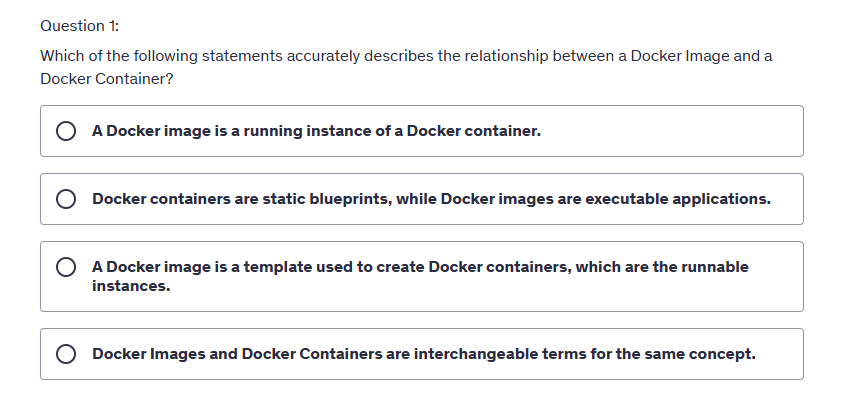 Question 1:
Which of the following statements accurately describes the relationship between a Docker Image and a
Docker Container?
A Docker image is a running instance of a Docker container.
Docker containers are static blueprints, while Docker images are executable applications.
A Docker image is a template used to create Docker containers, which are the runnable
instances.
Docker Images and Docker Containers are interchangeable terms for the same concept.